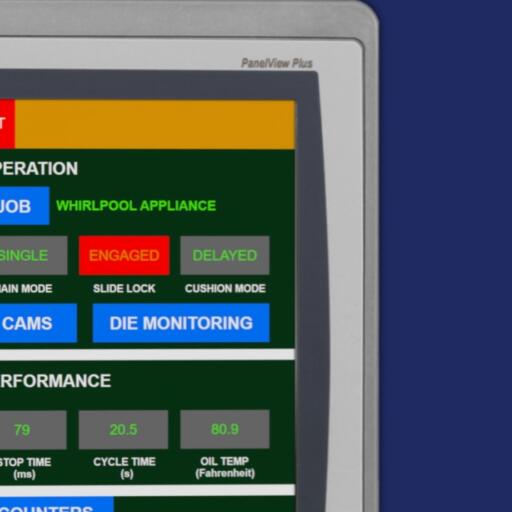 PanelView Plus
T
PERATION
JOB
WHIRLPOOL APPLIANCE
SINGLE
ENGAGED
DELAYED
AIN MODE
SLIDE LOCK
CUSHION MODE
CAMS
DIE MONITORING
RFORMANCE
79
20.5
80.9
STOP TIME
(ms)
CYCLE TIME
(s)
OIL TEMP
(Fahrenheit)
COUNTERS